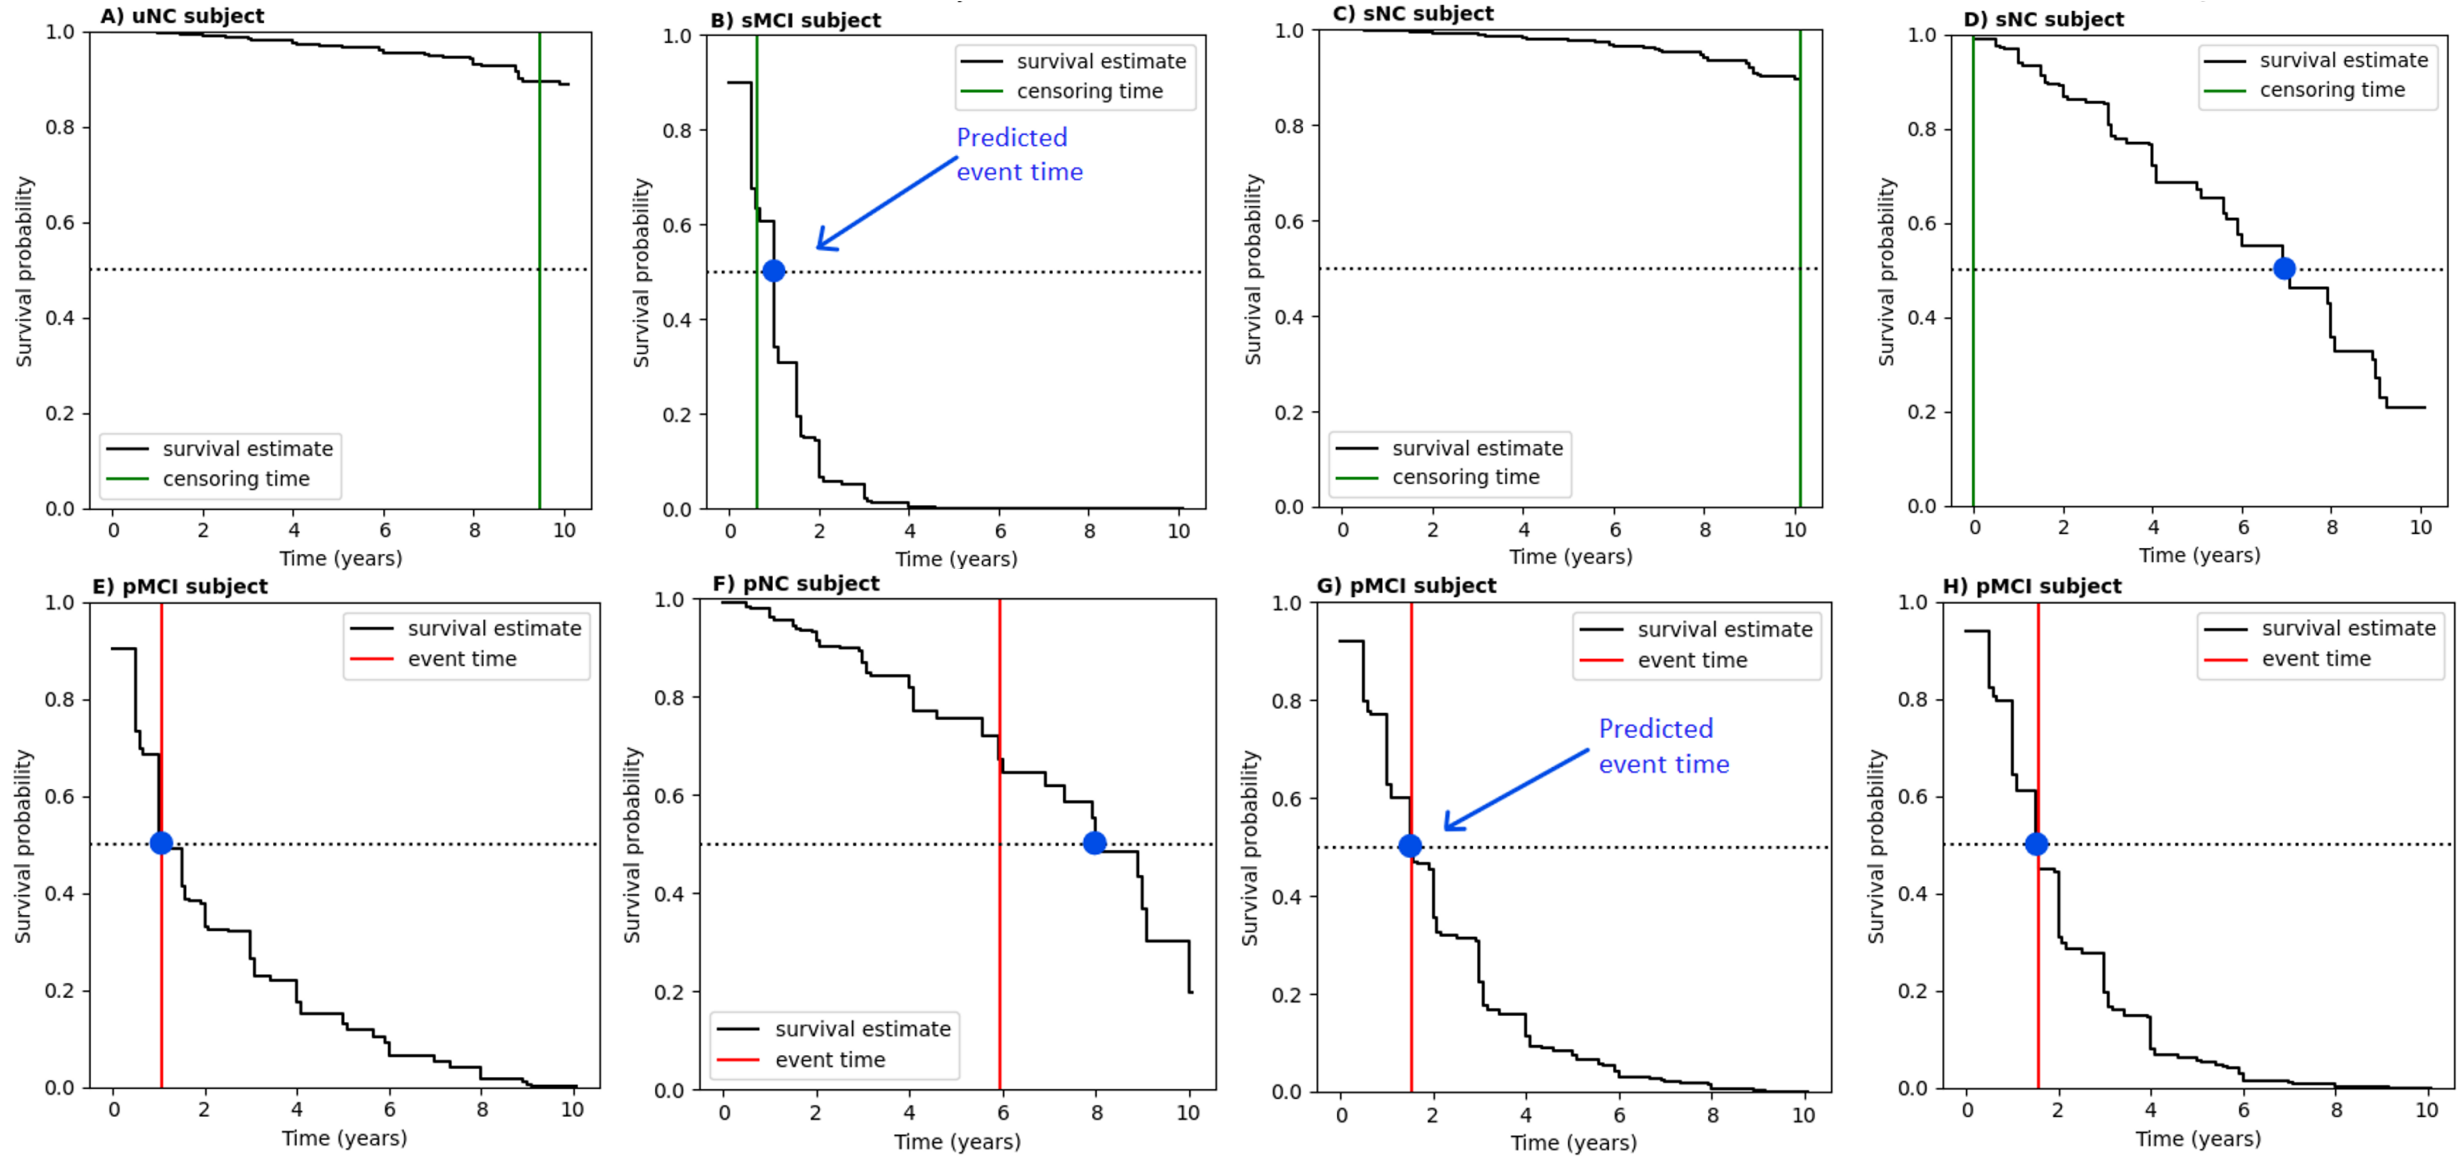 A) uNC subject
1.0
0.8
0.6
0.4
0.2
0.0
Survival probability
survival estimate
censoring time
0 2 4 6 8 10
Time (years)
B) sMCI subject
1.0
0.8
0.6
0.4
0.2
0.0
Survival probability
survival estimate
censoring time
Predicted
event time
0 2 4 6 8 10
Time (years)
C) sNC subject
1.0
0.8
0.6
0.4
0.2
0.0
Survival probability
survival estimate
censoring time
0 2 4 6 8 10
Time (years)
D) sNC subject
1.0
0.8
0.6
0.4
0.2
0.0
Survival probability
survival estimate
censoring time
0 2 4 6 8 10
Time (years)
E) pMCI subject
1.0
0.8
0.6
0.4
0.2
0.0
Survival probability
survival estimate
event time
0 2 4 6 8 10
Time (years)
F) pNC subject
1.0
0.8
0.6
0.4
0.2
0.0
Survival probability
survival estimate
event time
0 2 4 6 8 10
Time (years)
G) pMCI subject
1.0
0.8
0.6
0.4
0.2
0.0
Survival probability
survival estimate
event time
Predicted
event time
0 2 4 6 8 10
Time (years)
H) pMCI subject
1.0
0.8
0.6
0.4
0.2
0.0
Survival probability
survival estimate
event time
0 2 4 6 8 10
Time (years)